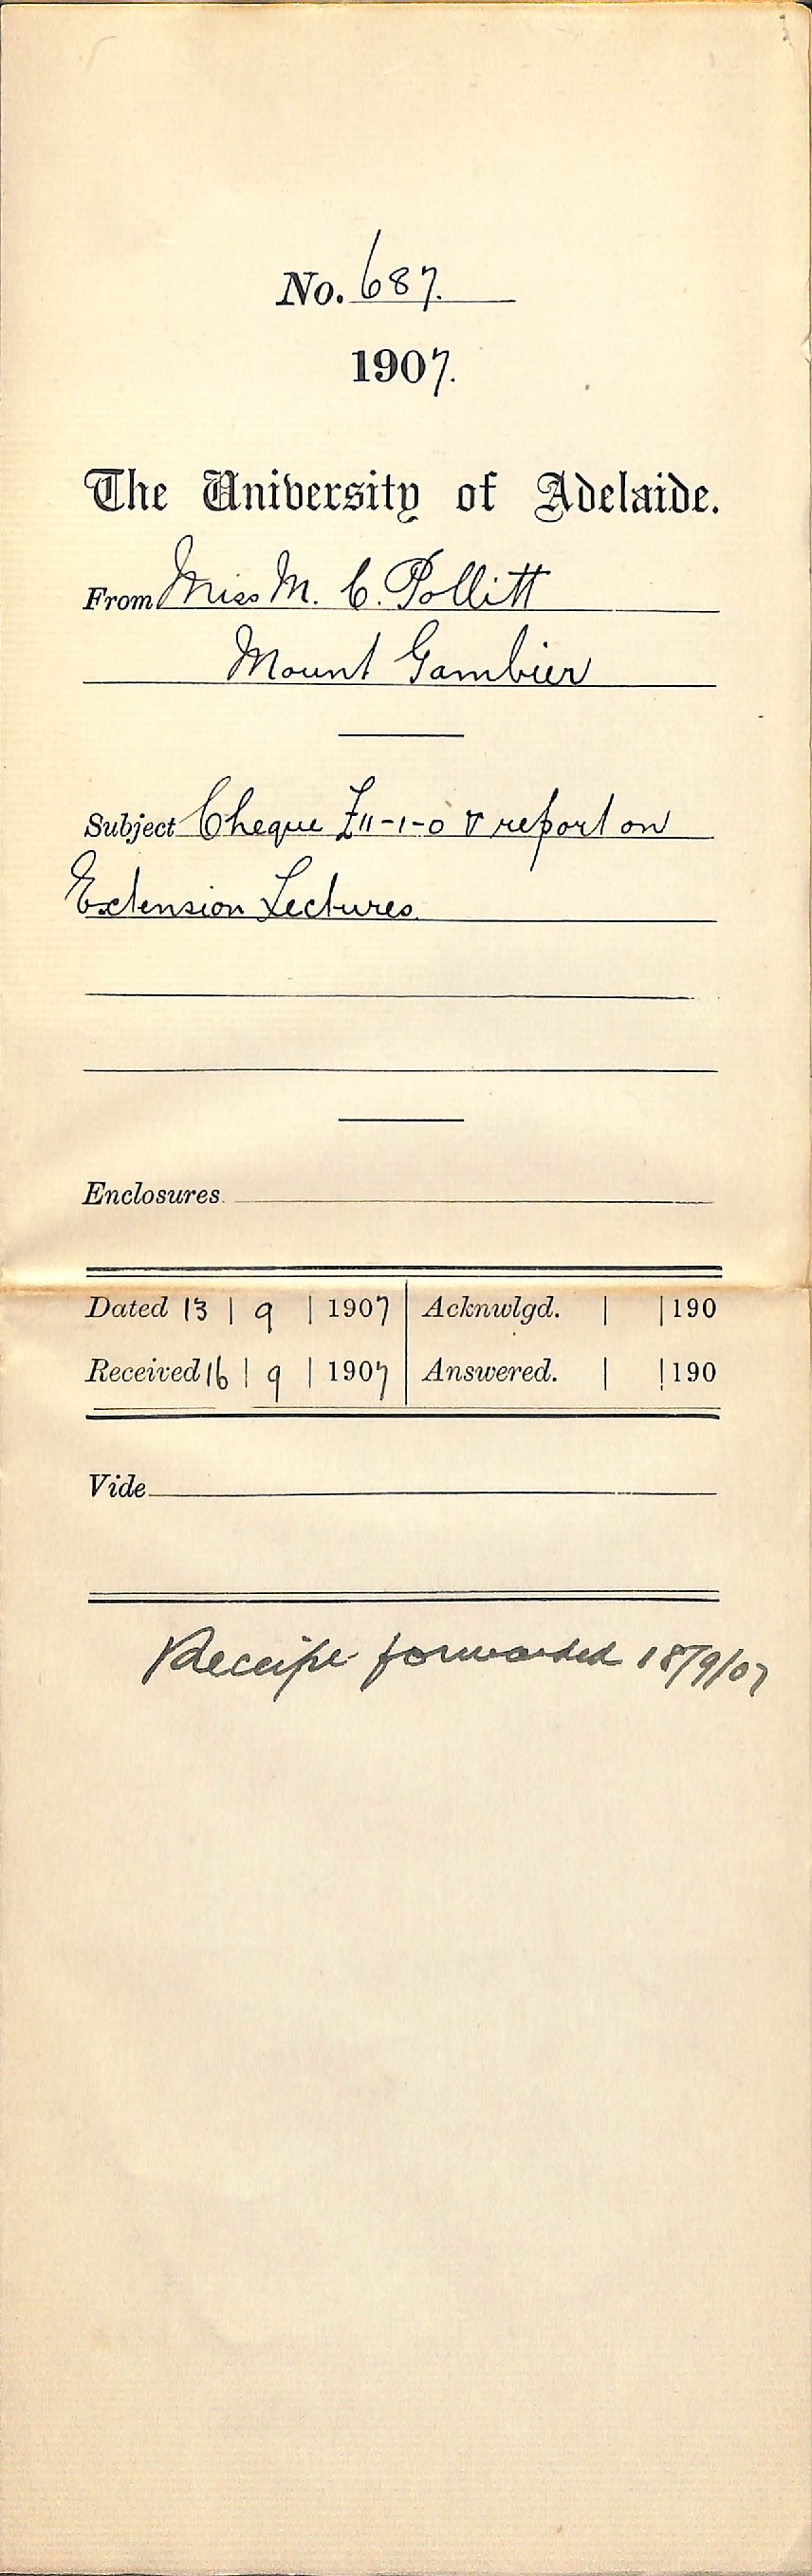 No. 687.
1907.
The University of Adelaide.
From Miss M. C. Pollitt
Mount Gambier
Subject Cheque £11-1-0 & report on
Extension Lectures.
Enclosures
Dated 13 | 9 | 1907 | Acknwlgd. | | 190
Received 16 | 9 | 1907 | Answered. | | 190
Vide
Receipt forwarded 18/9/07